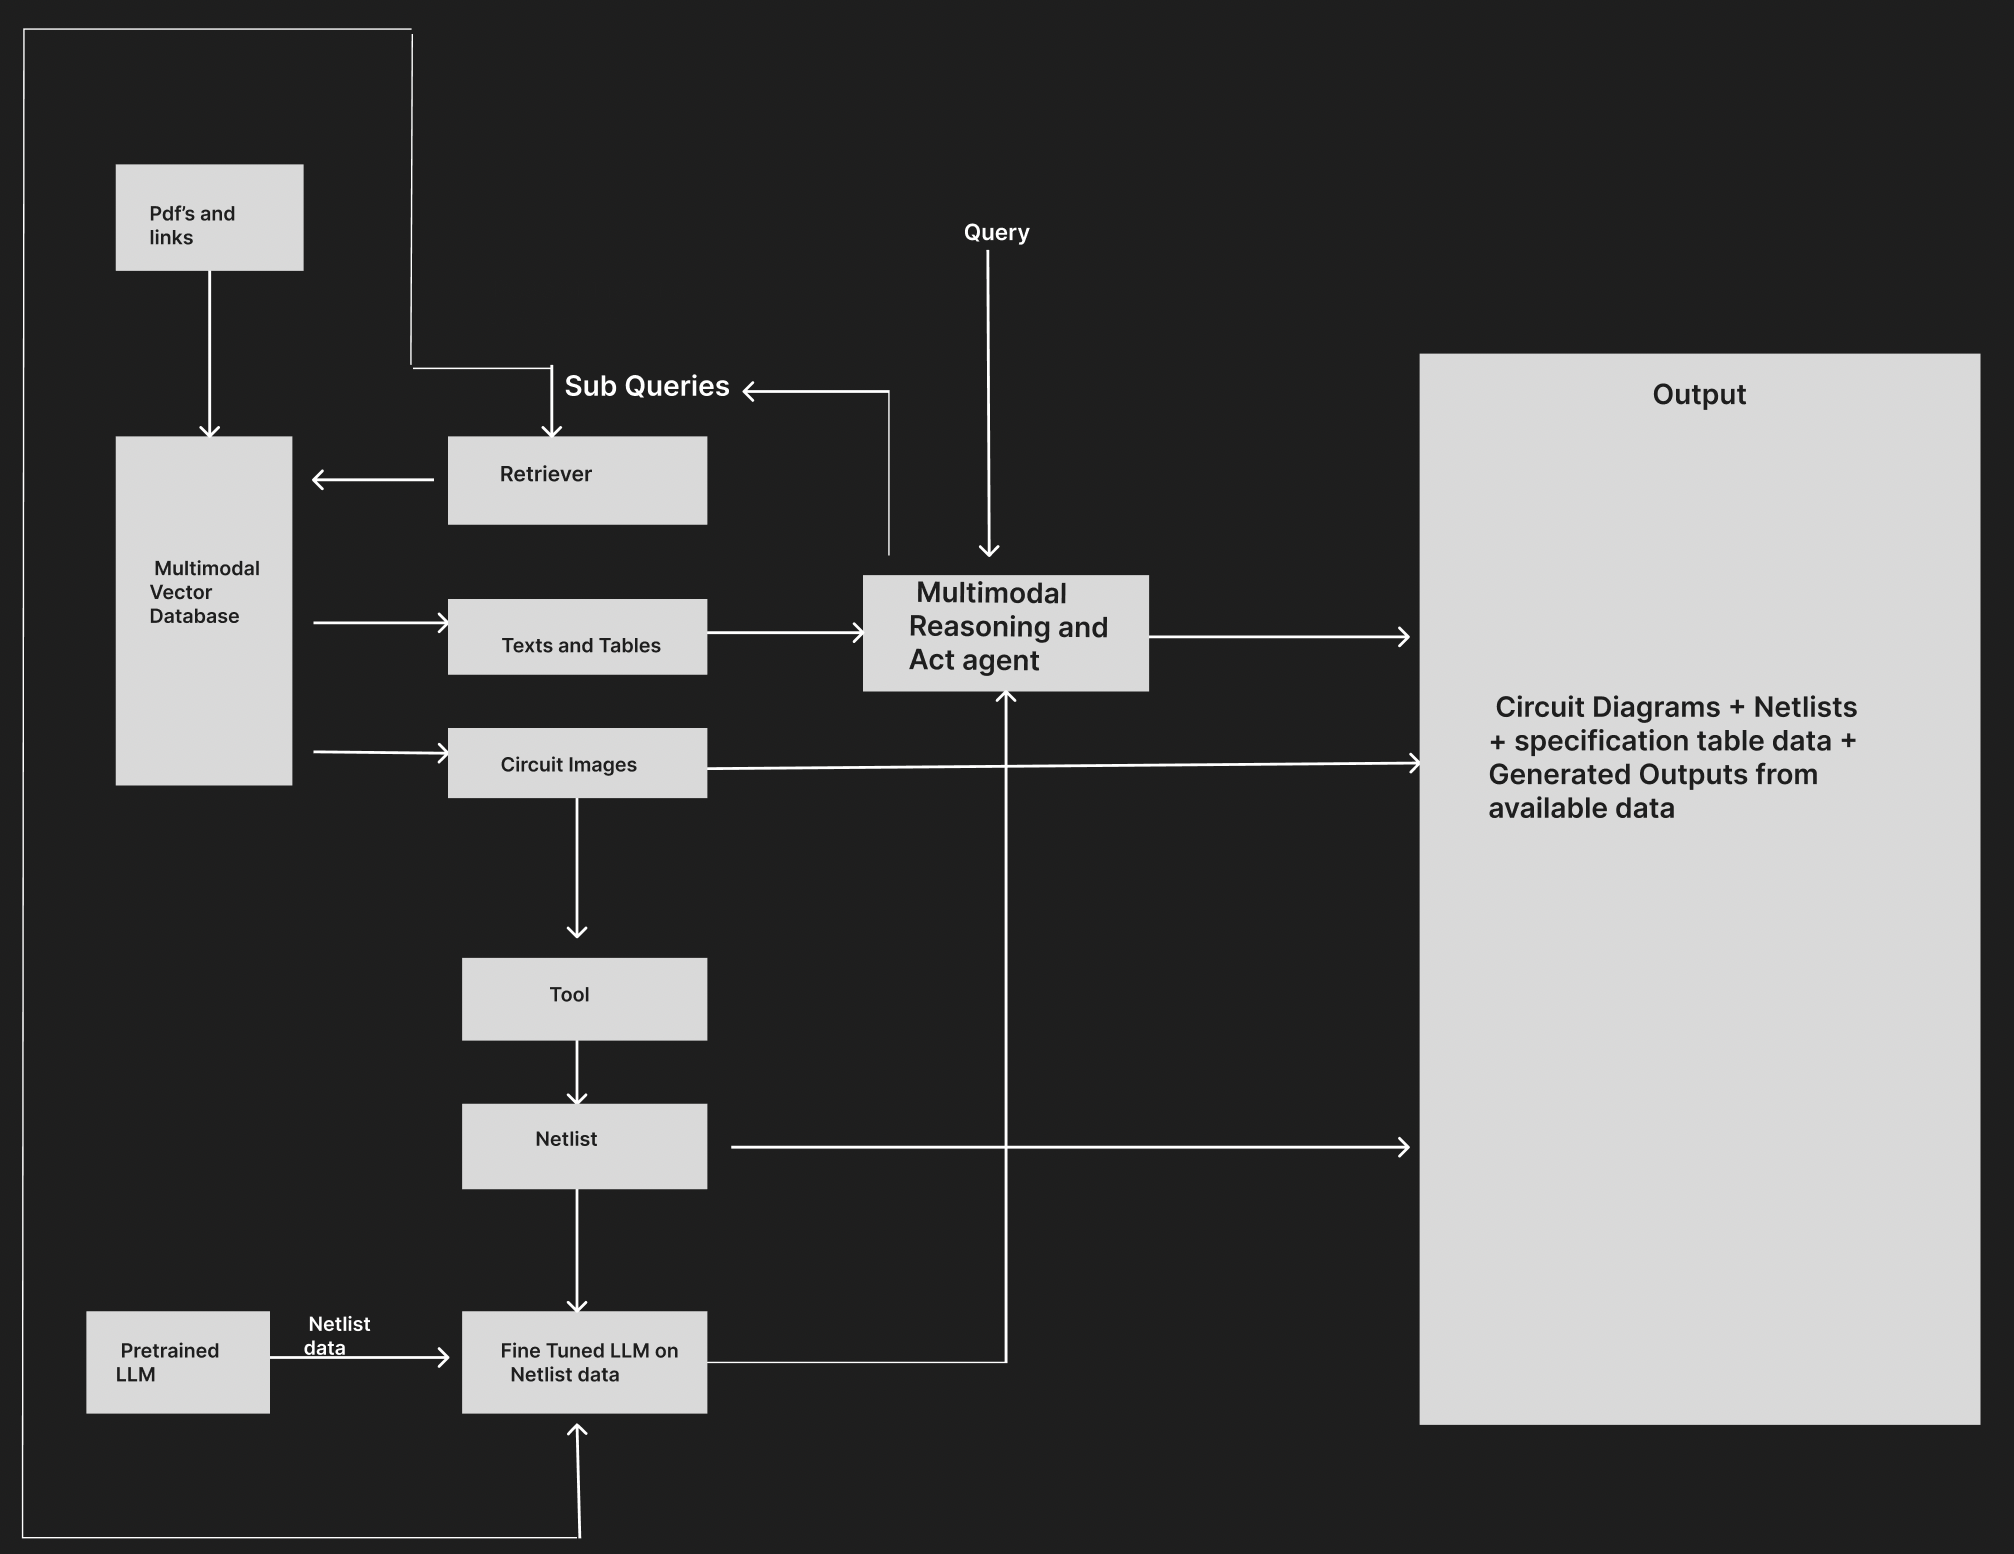 Pdf's and
links
Query
Sub Queries
Output
Retriever
Multimodal
Vector
Database
Texts and Tables
Multimodal
Reasoning and
Act agent
Circuit Images
Circuit Diagrams + Netlists
+ specification table data +
Generated Outputs from
available data
Tool
Netlist
Pretrained
LLM
Netlist
data
Fine Tuned LLM on
Netlist data